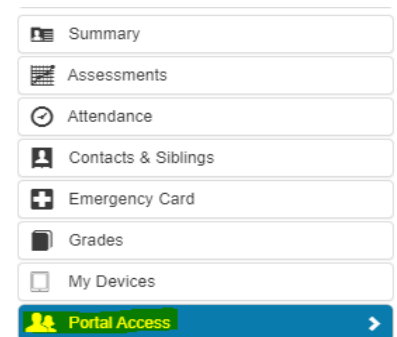 Summary
Assessments
Attendance
Contacts & Siblings
Emergency Card
Grades
My Devices
Portal Access